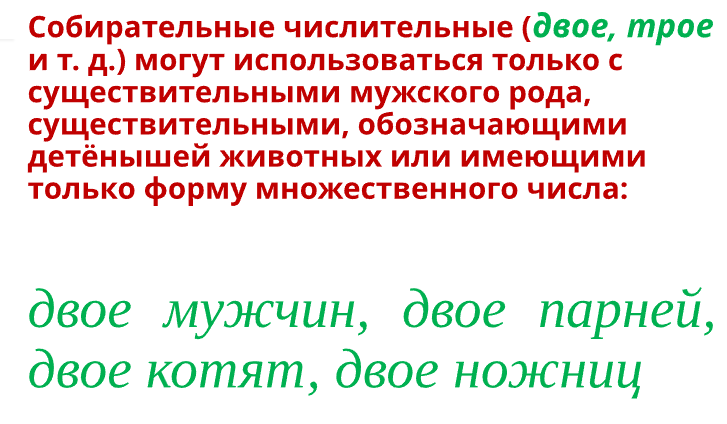 Собирательные числительные (двое, трое
и т. д.) могут использоваться только с
существительными мужского рода,
существительными, обозначающими
детёнышей животных или имеющими
только форму множественного числа:
двое мужчин, двое парней,
двое котят, двое ножниц